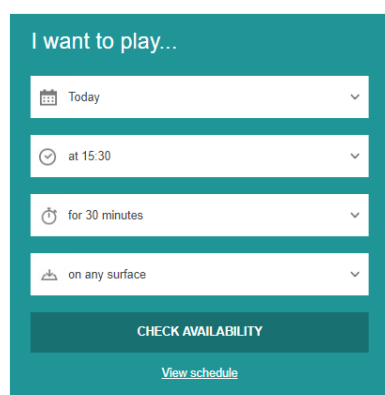 I want to play...
Today
at 15:30
for 30 minutes
on any surface
CHECK AVAILABILITY
View schedule